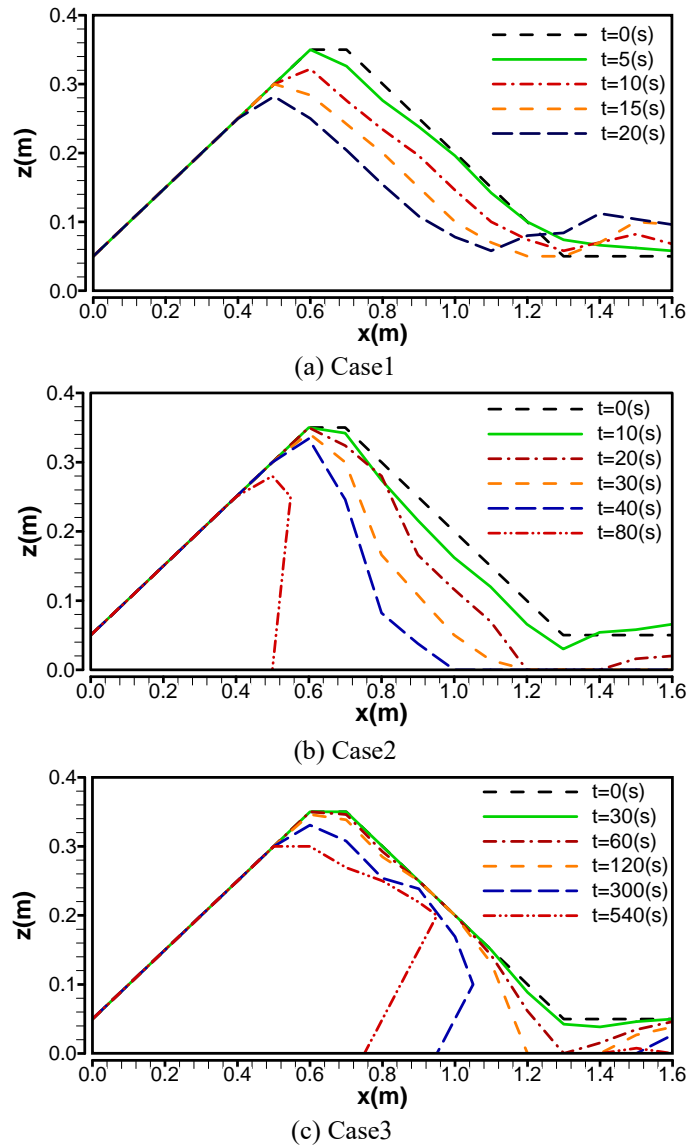 0.4
0.3
0.2
0.1
0.0
z(m)
t=0(s)
t=5(s)
t=10(s)
t=15(s)
t=20(s)
0.0 0.2 0.4 0.6 0.8 1.0 1.2 1.4 1.6
x(m)
(a) Case1
0.4
0.3
0.2
0.1
0.0
z(m)
t=0(s)
t=10(s)
t=20(s)
t=30(s)
t=40(s)
t=80(s)
0.0 0.2 0.4 0.6 0.8 1.0 1.2 1.4 1.6
x(m)
(b) Case2
0.4
0.3
0.2
0.1
0.0
z(m)
t=0(s)
t=30(s)
t=60(s)
t=120(s)
t=300(s)
t=540(s)
0.0 0.2 0.4 0.6 0.8 1.0 1.2 1.4 1.6
x(m)
(c) Case3